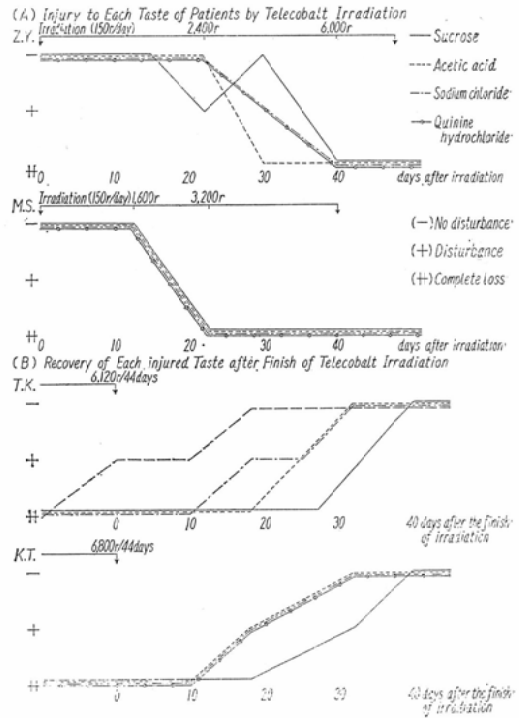 (A) Injury to Each Taste of Patients by Telecobalt Irradiation
Z.Y. Irradiation (150r/day) 2,400r 6,000r
— Sucrose
---- Acetic acid
—·— Sodium chloride
Quinine hydrochloride
−
+
++
0 10 20 30 40 days after irradiation
M.S. Irradiation (150r/day) 1,600r 3,200r
(−) No disturbance
(+) Disturbance
(++) Complete loss
−
+
++
0 10 20 30 40 days after irradiation
(B) Recovery of Each injured Taste after Finish of Telecobalt Irradiation
T.K. 6,120r/44days
−
+
++
0 10 20 30 40 days after the finish
of irradiation
K.T. 6,800r/44days
−
+
++
0 10 20 30 40 days after the finish
of irradiation